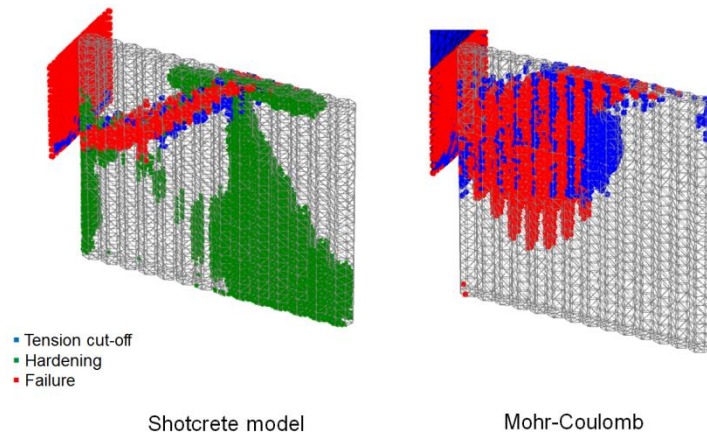 Tension cut-off
Hardening
Failure
Shotcrete model
Mohr-Coulomb